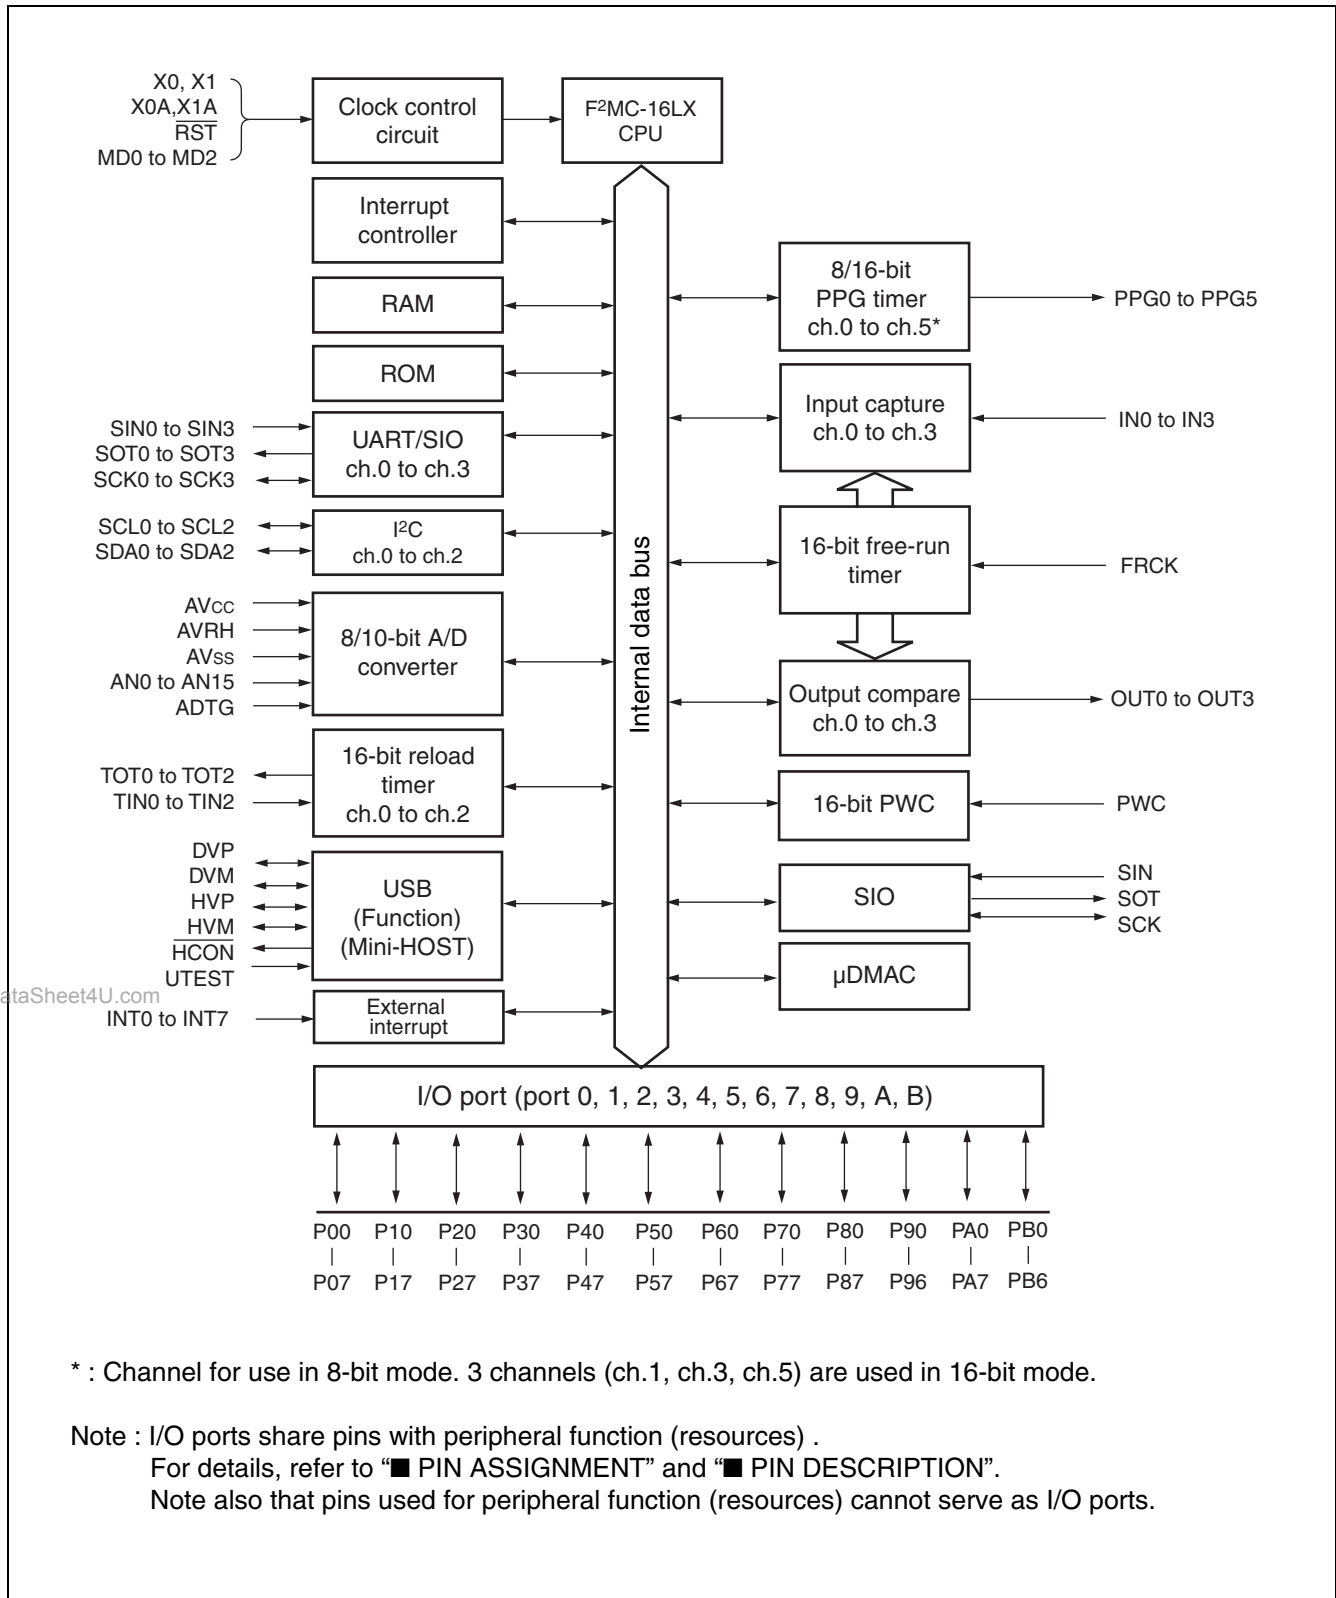 X0, X1
X0A,X1A
RST
MD0 to MD2
Clock control
circuit
F²MC-16LX
CPU
Interrupt
controller
RAM
ROM
SIN0 to SIN3
SOT0 to SOT3
SCK0 to SCK3
UART/SIO
ch.0 to ch.3
SCL0 to SCL2
SDA0 to SDA2
I²C
ch.0 to ch.2
AVCC
AVRH
AVSS
AN0 to AN15
ADTG
8/10-bit A/D
converter
TOT0 to TOT2
TIN0 to TIN2
16-bit reload
timer
ch.0 to ch.2
DVP
DVM
HVP
HVM
HCON
UTEST
USB
(Function)
(Mini-HOST)
ataSheet4U.com
INT0 to INT7
External
interrupt
Internal data bus
8/16-bit
PPG timer
ch.0 to ch.5*
PPG0 to PPG5
Input capture
ch.0 to ch.3
IN0 to IN3
16-bit free-run
timer
FRCK
Output compare
ch.0 to ch.3
OUT0 to OUT3
16-bit PWC
PWC
SIO
SIN
SOT
SCK
µDMAC
I/O port (port 0, 1, 2, 3, 4, 5, 6, 7, 8, 9, A, B)
P00 P10 P20 P30 P40 P50 P60 P70 P80 P90 PA0 PB0
| | | | | | | | | | | |
P07 P17 P27 P37 P47 P57 P67 P77 P87 P96 PA7 PB6
* : Channel for use in 8-bit mode. 3 channels (ch.1, ch.3, ch.5) are used in 16-bit mode.
Note : I/O ports share pins with peripheral function (resources) .
For details, refer to “■ PIN ASSIGNMENT” and “■ PIN DESCRIPTION”.
Note also that pins used for peripheral function (resources) cannot serve as I/O ports.